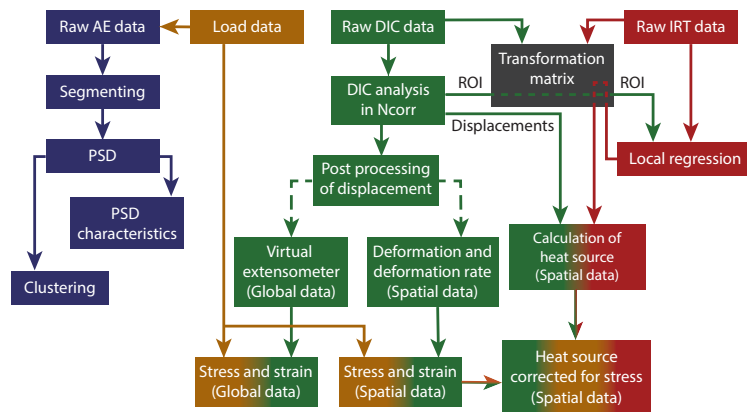 Raw AE data
Load data
Raw DIC data
Raw IRT data
Transformation
matrix
Segmenting
DIC analysis
in Ncorr
ROI
ROI
Displacements
PSD
Local regression
Post processing
of displacement
PSD
characteristics
Clustering
Virtual
extensometer
(Global data)
Deformation and
deformation rate
(Spatial data)
Calculation of
heat source
(Spatial data)
Stress and strain
(Global data)
Stress and strain
(Spatial data)
Heat source
corrected for stress
(Spatial data)